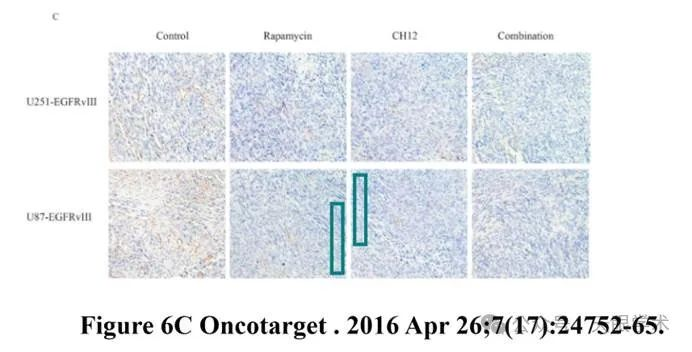 C
Control Rapamycin CH12 Combination
U251-EGFRvIII
U87-EGFRvIII
Figure 6C Oncotarget . 2016 Apr 26;7(17):24752-65.